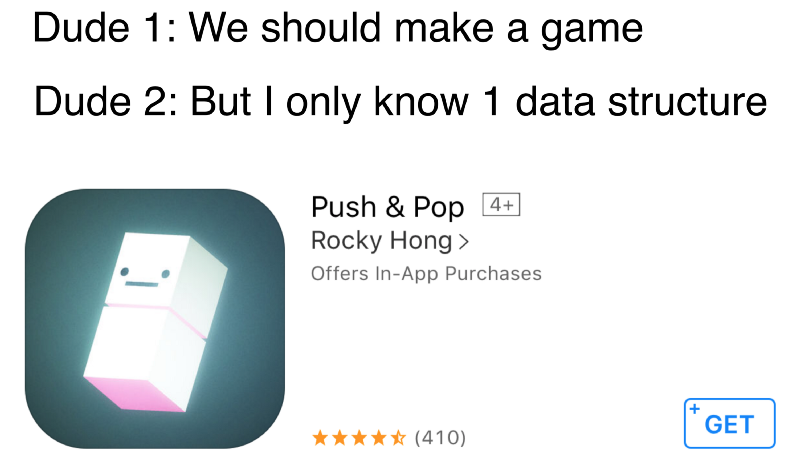 Dude 1: We should make a game
Dude 2: But I only know 1 data structure
Push & Pop 4+
Rocky Hong >
Offers In-App Purchases
(410)
+ GET